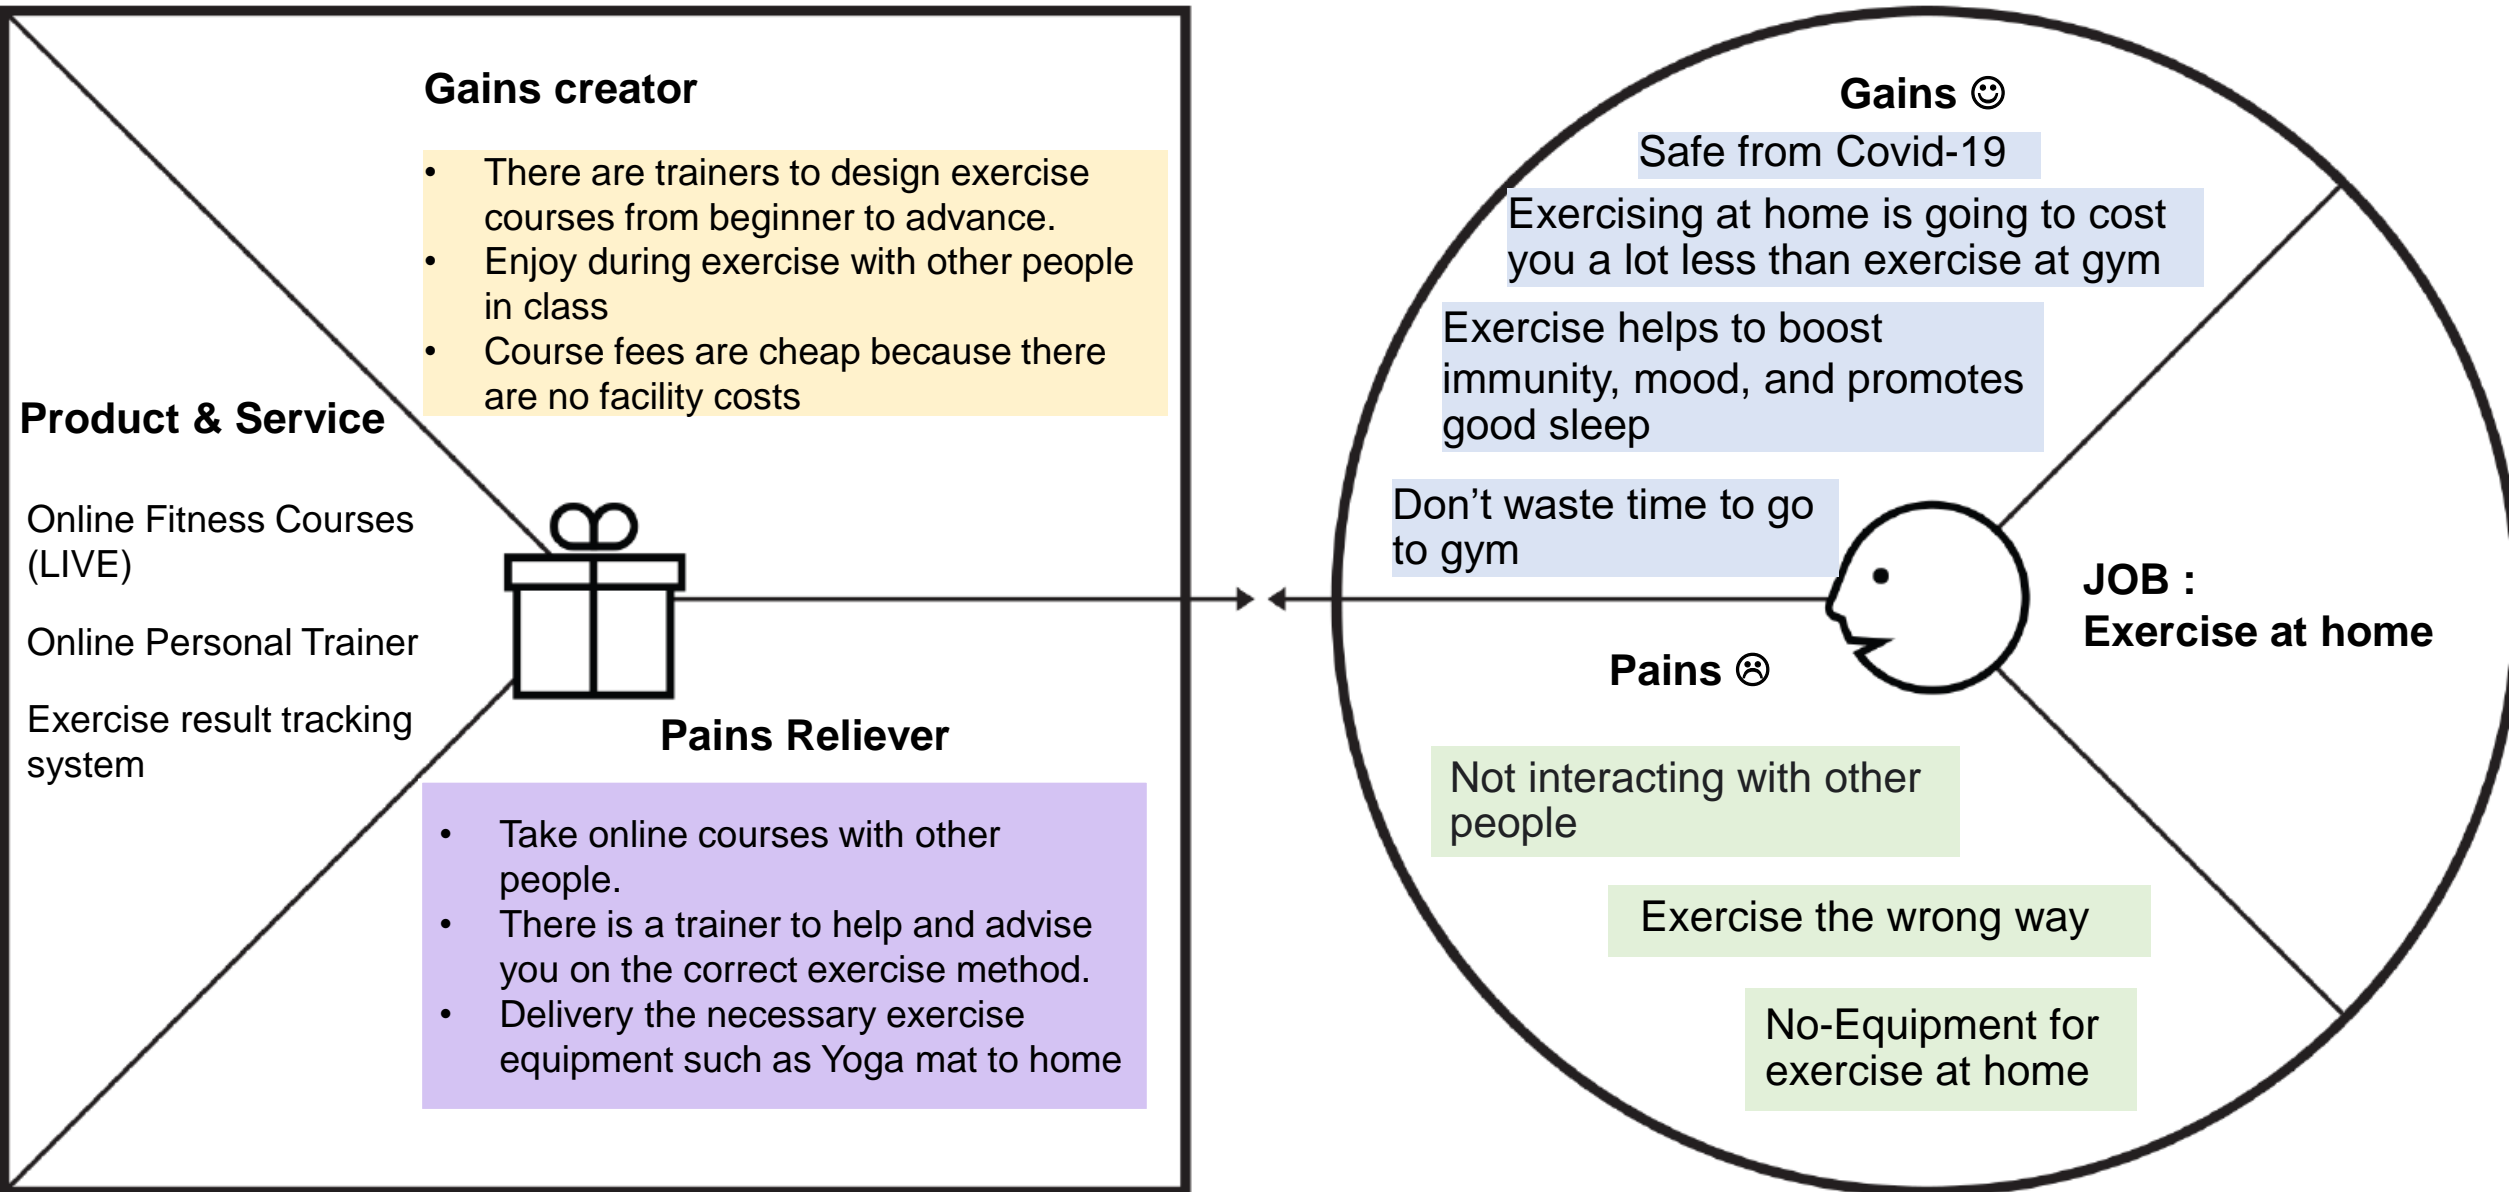 Gains creator
• There are trainers to design exercise
courses from beginner to advance.
• Enjoy during exercise with other people
in class
• Course fees are cheap because there
are no facility costs
Product & Service
Online Fitness Courses
(LIVE)
Online Personal Trainer
Exercise result tracking
system
Pains Reliever
• Take online courses with other
people.
• There is a trainer to help and advise
you on the correct exercise method.
• Delivery the necessary exercise
equipment such as Yoga mat to home
Gains ☺
Safe from Covid-19
Exercising at home is going to cost
you a lot less than exercise at gym
Exercise helps to boost
immunity, mood, and promotes
good sleep
Don’t waste time to go
to gym
JOB :
Exercise at home
Pains ☹
Not interacting with other
people
Exercise the wrong way
No-Equipment for
exercise at home